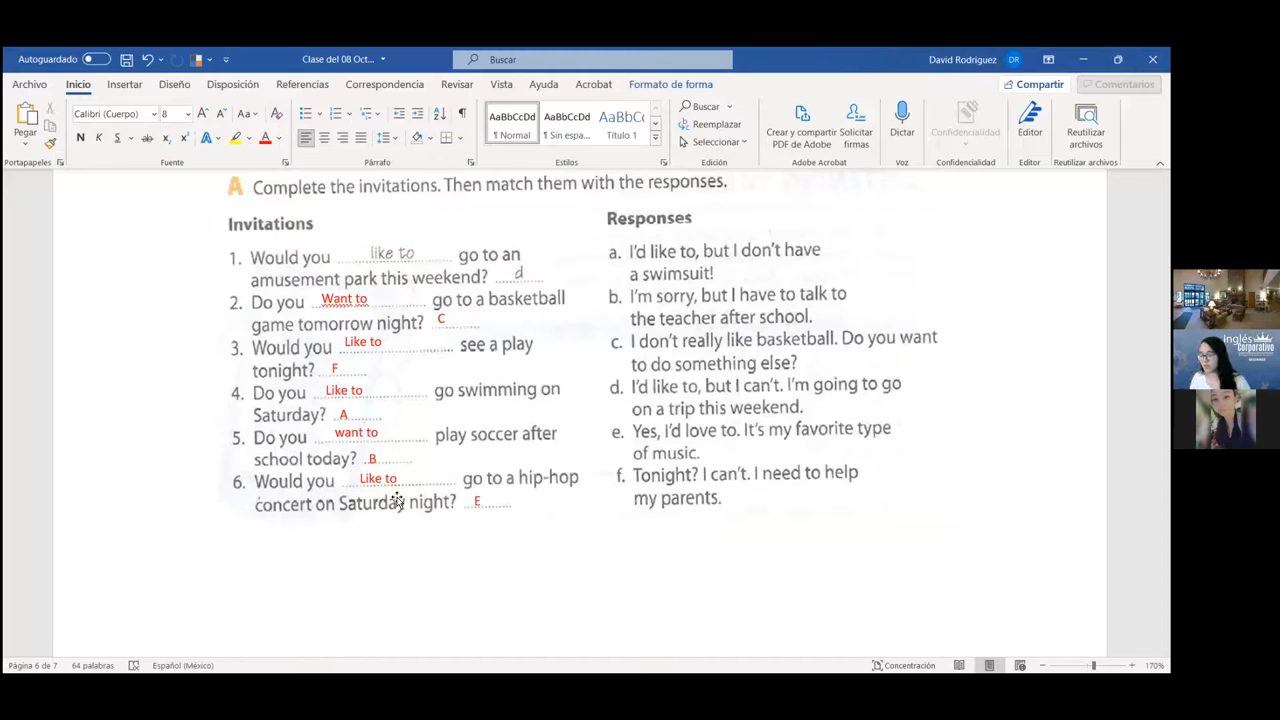 Autoguardado
Clase del 08 Oct...
Buscar
David Rodriguez
DR
Archivo Inicio Insertar Diseño Disposición Referencias Correspondencia Revisar Vista Ayuda Acrobat Formato de forma
Compartir
Comentarios
Pegar
Calibri (Cuerpo)
8
Portapapeles
Fuente
Párrafo
AaBbCcDd
¶ Normal
AaBbCcDd
¶ Sin espa...
AaBbC(
Título 1
Estilos
Buscar
Reemplazar
Seleccionar
Edición
Crear y compartir
PDF de Adobe
Solicitar
firmas
Adobe Acrobat
Dictar
Voz
Confidencialidad
Confidencialidad
Editor
Editor
Reutilizar
archivos
Reutilizar archivos
A Complete the invitations. Then match them with the responses.
Invitations
1. Would you like to go to an
amusement park this weekend? d
2. Do you Want to go to a basketball
game tomorrow night? C
3. Would you Like to see a play
tonight? F
4. Do you Like to go swimming on
Saturday? A
5. Do you want to play soccer after
school today? B
6. Would you Like to go to a hip-hop
concert on Saturday night? E
Responses
a. I'd like to, but I don't have
a swimsuit!
b. I'm sorry, but I have to talk to
the teacher after school.
c. I don't really like basketball. Do you want
to do something else?
d. I'd like to, but I can't. I'm going to go
on a trip this weekend.
e. Yes, I'd love to. It's my favorite type
of music.
f. Tonight? I can't. I need to help
my parents.
Inglés
Corporativo
Página 6 de 7
64 palabras
Español (México)
Concentración
170%